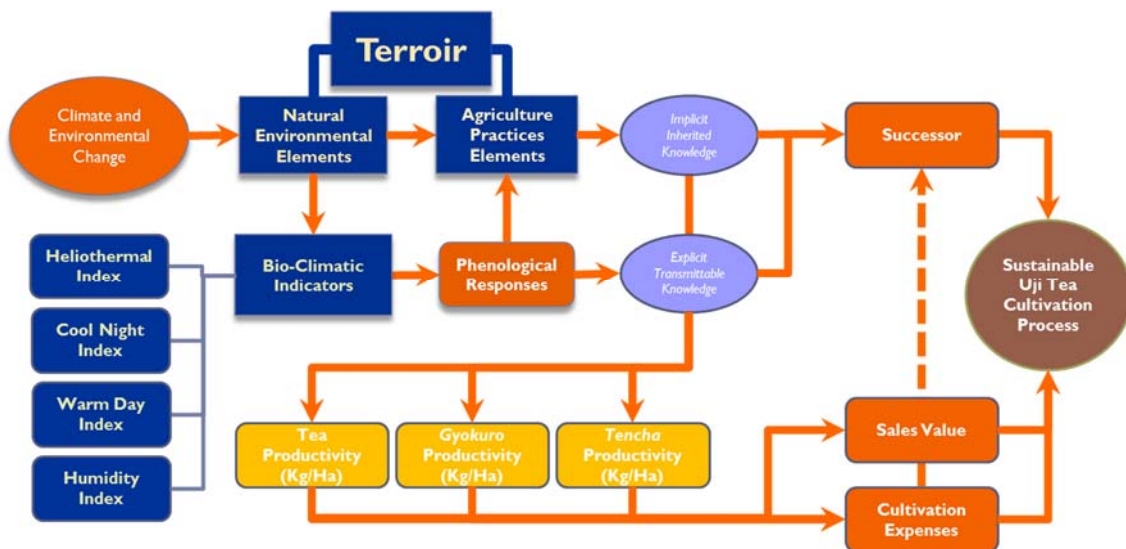 Terroir
Climate and
Environmental
Change
Natural
Environmental
Elements
Agriculture
Practices
Elements
Implicit
Inherited
Knowledge
Successor
Heliothermal
Index
Bio-Climatic
Indicators
Phenological
Responses
Explicit
Transmittable
Knowledge
Sustainable
Uji Tea
Cultivation
Process
Cool Night
Index
Warm Day
Index
Humidity
Index
Tea
Productivity
(Kg/Ha)
Gyokuro
Productivity
(Kg/Ha)
Tencha
Productivity
(Kg/Ha)
Sales Value
Cultivation
Expenses